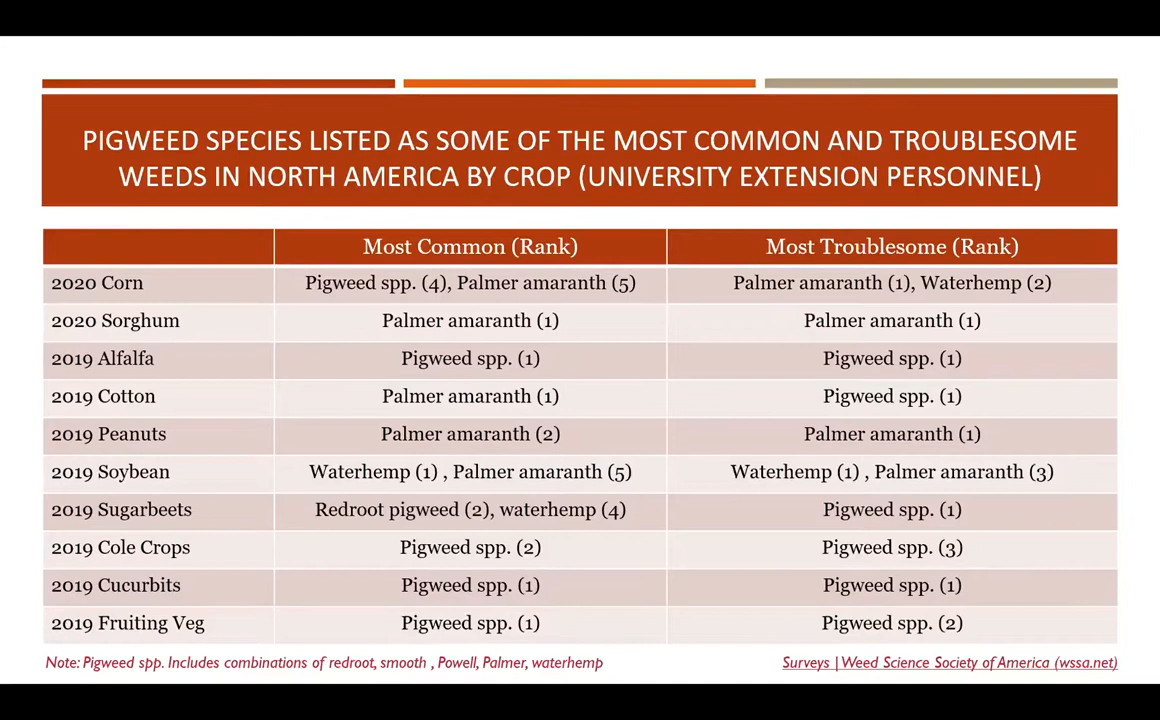 PIGWEED SPECIES LISTED AS SOME OF THE MOST COMMON AND TROUBLESOME
WEEDS IN NORTH AMERICA BY CROP (UNIVERSITY EXTENSION PERSONNEL)
Most Common (Rank) Most Troublesome (Rank)
2020 Corn Pigweed spp. (4), Palmer amaranth (5) Palmer amaranth (1), Waterhemp (2)
2020 Sorghum Palmer amaranth (1) Palmer amaranth (1)
2019 Alfalfa Pigweed spp. (1) Pigweed spp. (1)
2019 Cotton Palmer amaranth (1) Pigweed spp. (1)
2019 Peanuts Palmer amaranth (2) Palmer amaranth (1)
2019 Soybean Waterhemp (1) , Palmer amaranth (5) Waterhemp (1) , Palmer amaranth (3)
2019 Sugarbeets Redroot pigweed (2), waterhemp (4) Pigweed spp. (1)
2019 Cole Crops Pigweed spp. (2) Pigweed spp. (3)
2019 Cucurbits Pigweed spp. (1) Pigweed spp. (1)
2019 Fruiting Veg Pigweed spp. (1) Pigweed spp. (2)
Note: Pigweed spp. Includes combinations of redroot, smooth , Powell, Palmer, waterhemp Surveys | Weed Science Society of America (wssa.net)